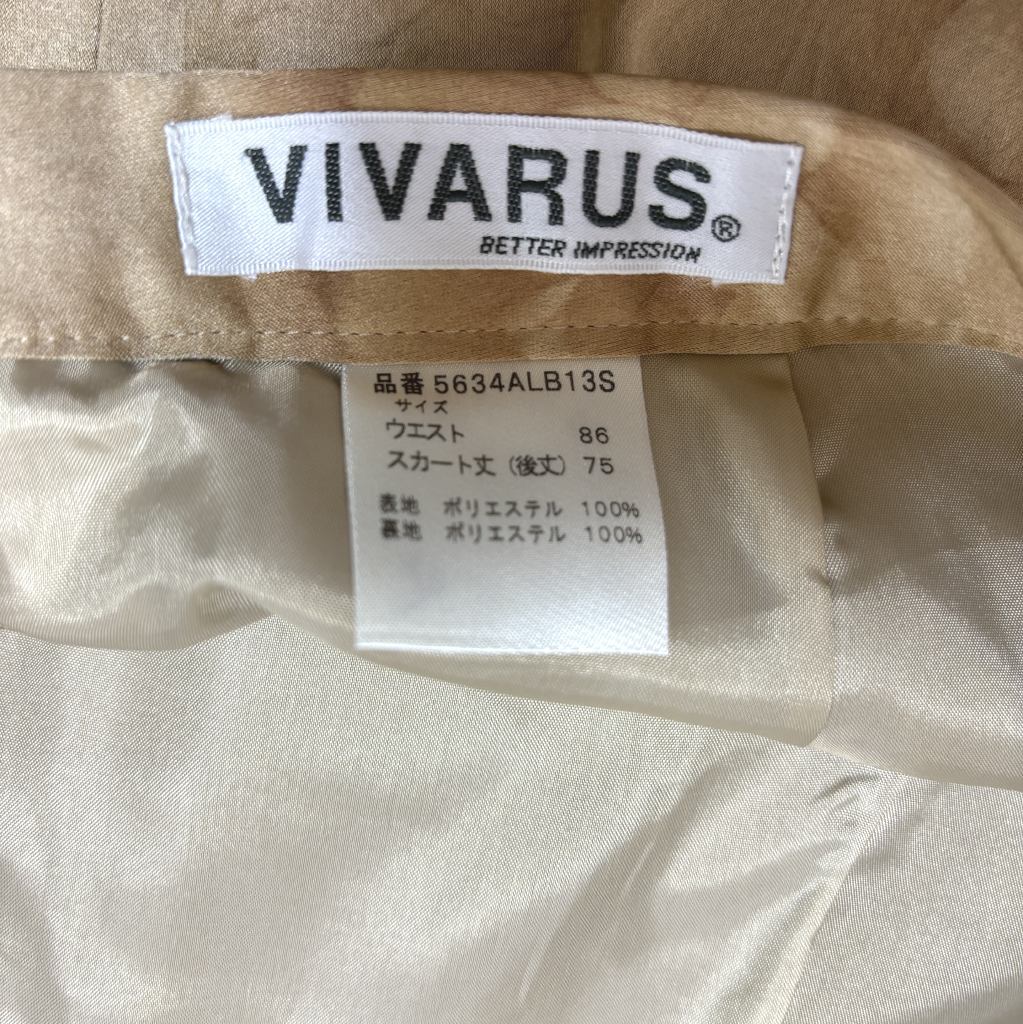 VIVARUS®
BETTER IMPRESSION
品番 5634ALB13S
サイズ
ウエスト 86
スカート丈 (後丈) 75
表地 ポリエステル 100%
裏地 ポリエステル 100%